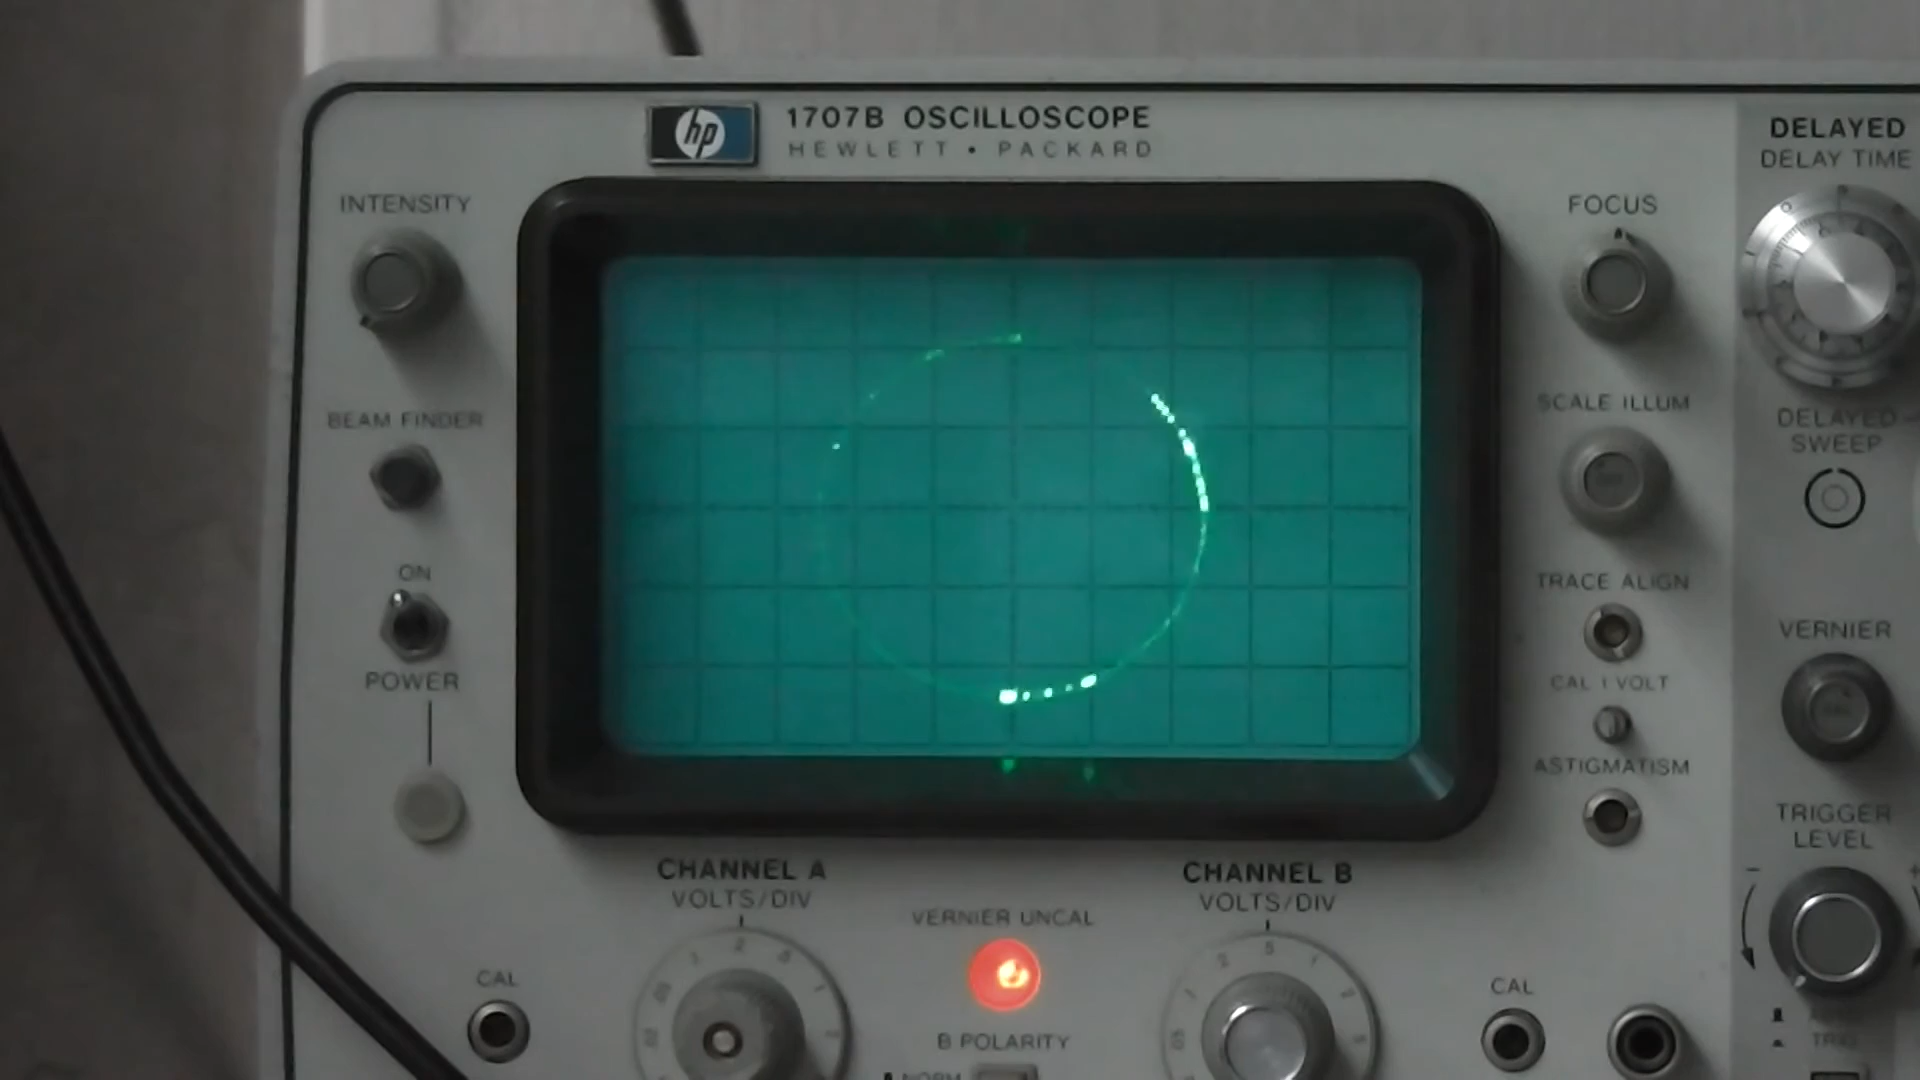 hp
1707B OSCILLOSCOPE
HEWLETT • PACKARD
DELAYED
DELAY TIME
INTENSITY
FOCUS
BEAM FINDER
SCALE ILLUM
DELAYED
SWEEP
ON
POWER
TRACE ALIGN
VERNIER
CAL 1 VOLT
ASTIGMATISM
TRIGGER
LEVEL
- +
CHANNEL A
VOLTS/DIV
CHANNEL B
VOLTS/DIV
VERNIER UNCAL
CAL
CAL
B POLARITY
NORM